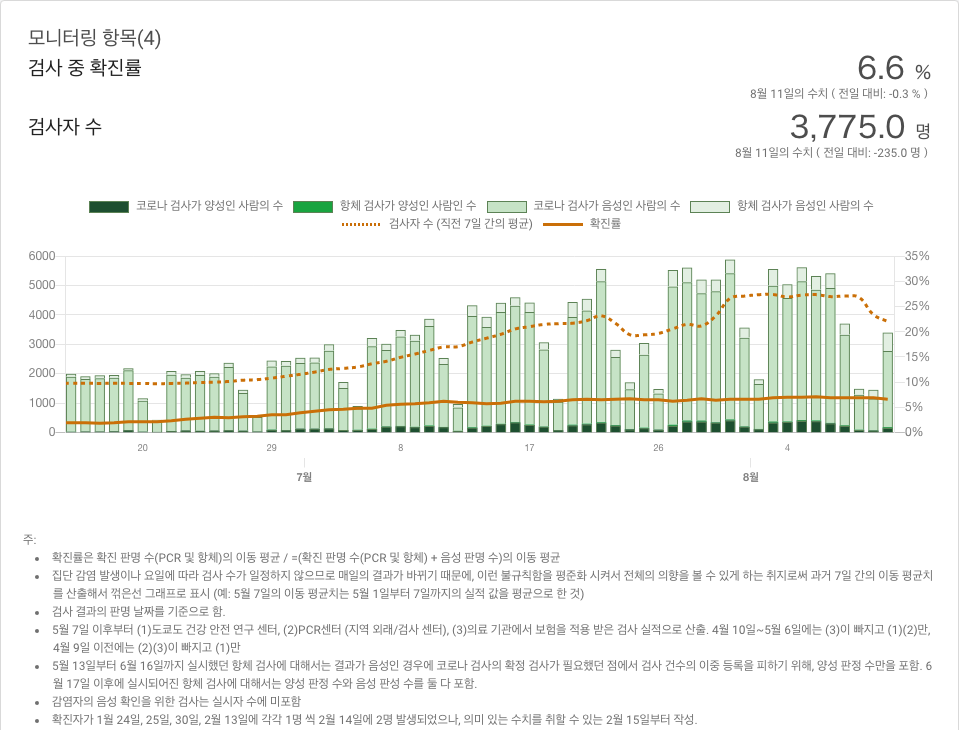 모니터링 항목(4)
검사 중 확진률
6.6 %
8월 11일의 수치 ( 전일 대비: -0.3 % )
검사자 수
3,775.0 명
8월 11일의 수치 ( 전일 대비: -235.0 명 )
코로나 검사가 양성인 사람의 수 항체 검사가 양성인 사람인 수 코로나 검사가 음성인 사람의 수 항체 검사가 음성인 사람의 수
검사자 수 (직전 7일 간의 평균) 확진률
6000 35%
30%
5000
25%
4000
20%
3000
15%
2000
10%
1000
5%
0 0%
20 29 8 17 26 4
7월 8월
주:
확진률은 확진 판명 수(PCR 및 항체)의 이동 평균 / =(확진 판명 수(PCR 및 항체) + 음성 판명 수)의 이동 평균
집단 감염 발생이나 요일에 따라 검사 수가 일정하지 않으므로 매일의 결과가 바뀌기 때문에, 이런 불규칙함을 평준화 시켜서 전체의 의향을 볼 수 있게 하는 취지로써 과거 7일 간의 이동 평균치
를 산출해서 꺾은선 그래프로 표시 (예: 5월 7일의 이동 평균치는 5월 1일부터 7일까지의 실적 값을 평균으로 한 것)
검사 결과의 판명 날짜를 기준으로 함.
5월 7일 이후부터 (1)도쿄도 건강 안전 연구 센터, (2)PCR센터 (지역 외래/검사 센터), (3)의료 기관에서 보험을 적용 받은 검사 실적으로 산출. 4월 10일~5월 6일에는 (3)이 빠지고 (1)(2)만,
4월 9일 이전에는 (2)(3)이 빠지고 (1)만
5월 13일부터 6월 16일까지 실시했던 항체 검사에 대해서는 결과가 음성인 경우에 코로나 검사의 확정 검사가 필요했던 점에서 검사 건수의 이중 등록을 피하기 위해, 양성 판정 수만을 포함. 6
월 17일 이후에 실시되어진 항체 검사에 대해서는 양성 판정 수와 음성 판성 수를 둘 다 포함.
감염자의 음성 확인을 위한 검사는 실시자 수에 미포함
확진자가 1월 24일, 25일, 30일, 2월 13일에 각각 1명 씩 2월 14일에 2명 발생되었으나, 의미 있는 수치를 취할 수 있는 2월 15일부터 작성.